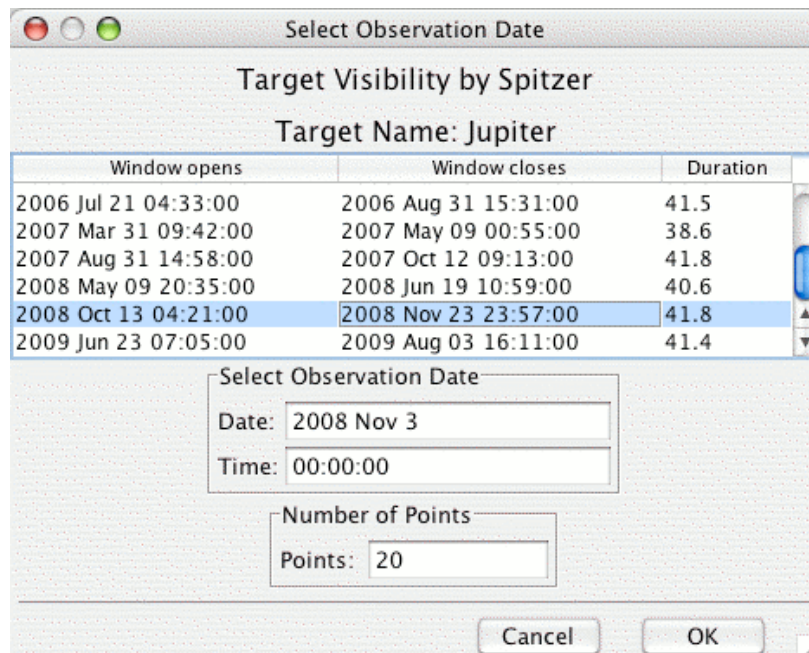 Select Observation Date
Target Visibility by Spitzer
Target Name: Jupiter
Window opens Window closes Duration
2006 Jul 21 04:33:00 2006 Aug 31 15:31:00 41.5
2007 Mar 31 09:42:00 2007 May 09 00:55:00 38.6
2007 Aug 31 14:58:00 2007 Oct 12 09:13:00 41.8
2008 May 09 20:35:00 2008 Jun 19 10:59:00 40.6
2008 Oct 13 04:21:00 2008 Nov 23 23:57:00 41.8
2009 Jun 23 07:05:00 2009 Aug 03 16:11:00 41.4
Select Observation Date
Date: 2008 Nov 3
Time: 00:00:00
Number of Points
Points: 20
Cancel OK